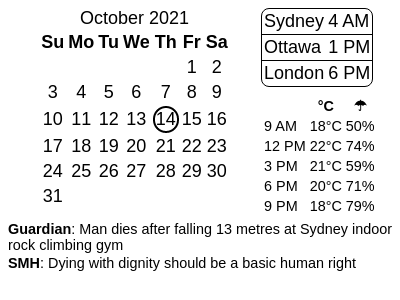 October 2021
Su Mo Tu We Th Fr Sa
1 2
3 4 5 6 7 8 9
10 11 12 13 14 15 16
17 18 19 20 21 22 23
24 25 26 27 28 29 30
31
Sydney 4 AM
Ottawa 1 PM
London 6 PM
°C ☂
9 AM 18°C 50%
12 PM 22°C 74%
3 PM 21°C 59%
6 PM 20°C 71%
9 PM 18°C 79%
Guardian: Man dies after falling 13 metres at Sydney indoor
rock climbing gym
SMH: Dying with dignity should be a basic human right